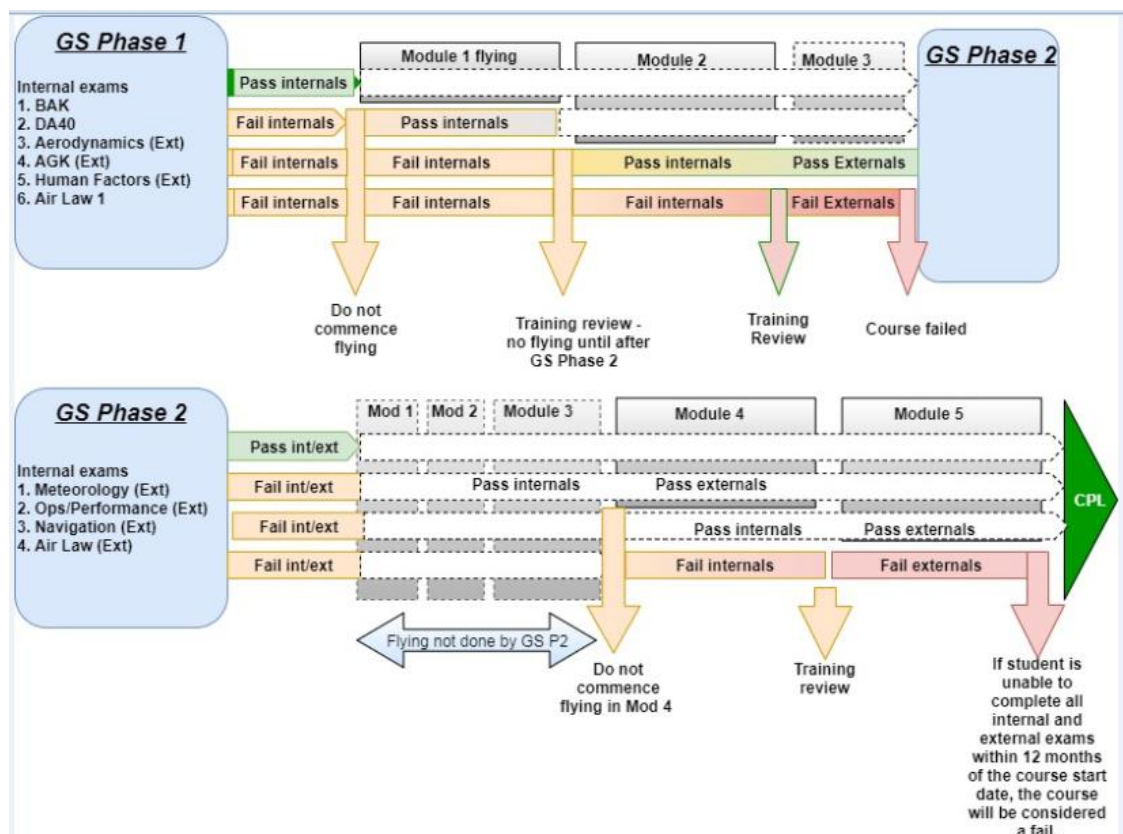 GS Phase 1
Internal exams
1. BAK
2. DA40
3. Aerodynamics (Ext)
4. AGK (Ext)
5. Human Factors (Ext)
6. Air Law 1
Module 1 flying
Module 2
Module 3
GS Phase 2
Pass internals
Fail internals
Pass internals
Fail internals
Fail internals
Pass internals
Pass Externals
Fail internals
Fail internals
Fail internals
Fail Externals
Do not
commence
flying
Training review -
no flying until after
GS Phase 2
Training
Review
Course failed
GS Phase 2
Internal exams
1. Meteorology (Ext)
2. Ops/Performance (Ext)
3. Navigation (Ext)
4. Air Law (Ext)
Mod 1
Mod 2
Module 3
Module 4
Module 5
Pass int/ext
Fail int/ext
Pass internals
Pass externals
Fail int/ext
Pass internals
Pass externals
Fail int/ext
Fail internals
Fail externals
CPL
Flying not done by GS P2
Do not
commence
flying in Mod 4
Training
review
If student is
unable to
complete all
internal and
external exams
within 12 months
of the course start
date, the course
will be considered
a fail